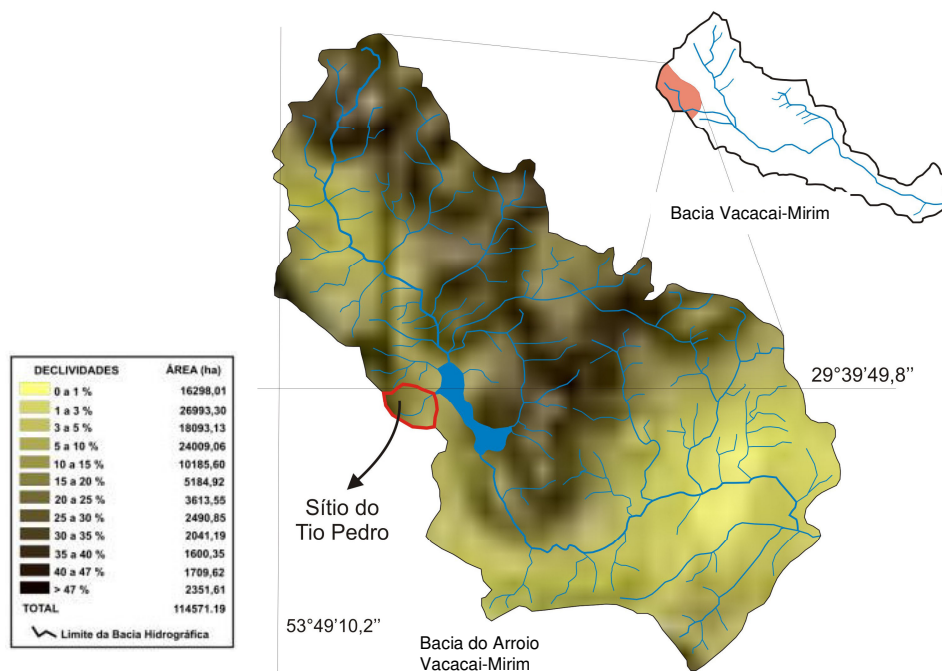 Bacia Vacacai-Mirim
29°39'49,8’’
DECLIVIDADES ÁREA (ha)
0 a 1 % 16298,01
1 a 3 % 26993,30
3 a 5 % 18093,13
5 a 10 % 24009,06
10 a 15 % 10185,60
15 a 20 % 5184,92
20 a 25 % 3613,55
25 a 30 % 2490,85
30 a 35 % 2041,19
35 a 40 % 1600,35
40 a 47 % 1709,62
> 47 % 2351,61
TOTAL 114571.19
Limite da Bacia Hidrográfica
Sítio do
Tio Pedro
53°49'10,2’’
Bacia do Arroio
Vacacai-Mirim